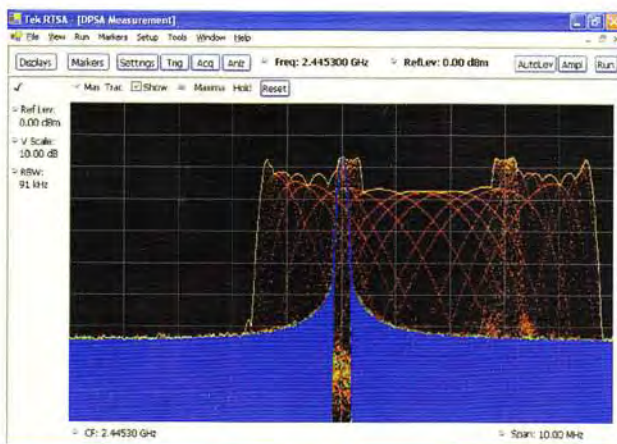 Tek RTSA - [DPSA Measurement]
File View Run Markers Setup Tools Window Help
Displays Markers Settings Trig Acq Anlz Freq: 2.445300 GHz RefLev: 0.00 dBm AutoLev Ampl Run
Max Trac Show Maxima Hold Reset
Ref Lev:
0.00 dBm
V Scale:
10.00 dB
RBW:
91 kHz
CF: 2.44530 GHz Span: 10.00 MHz